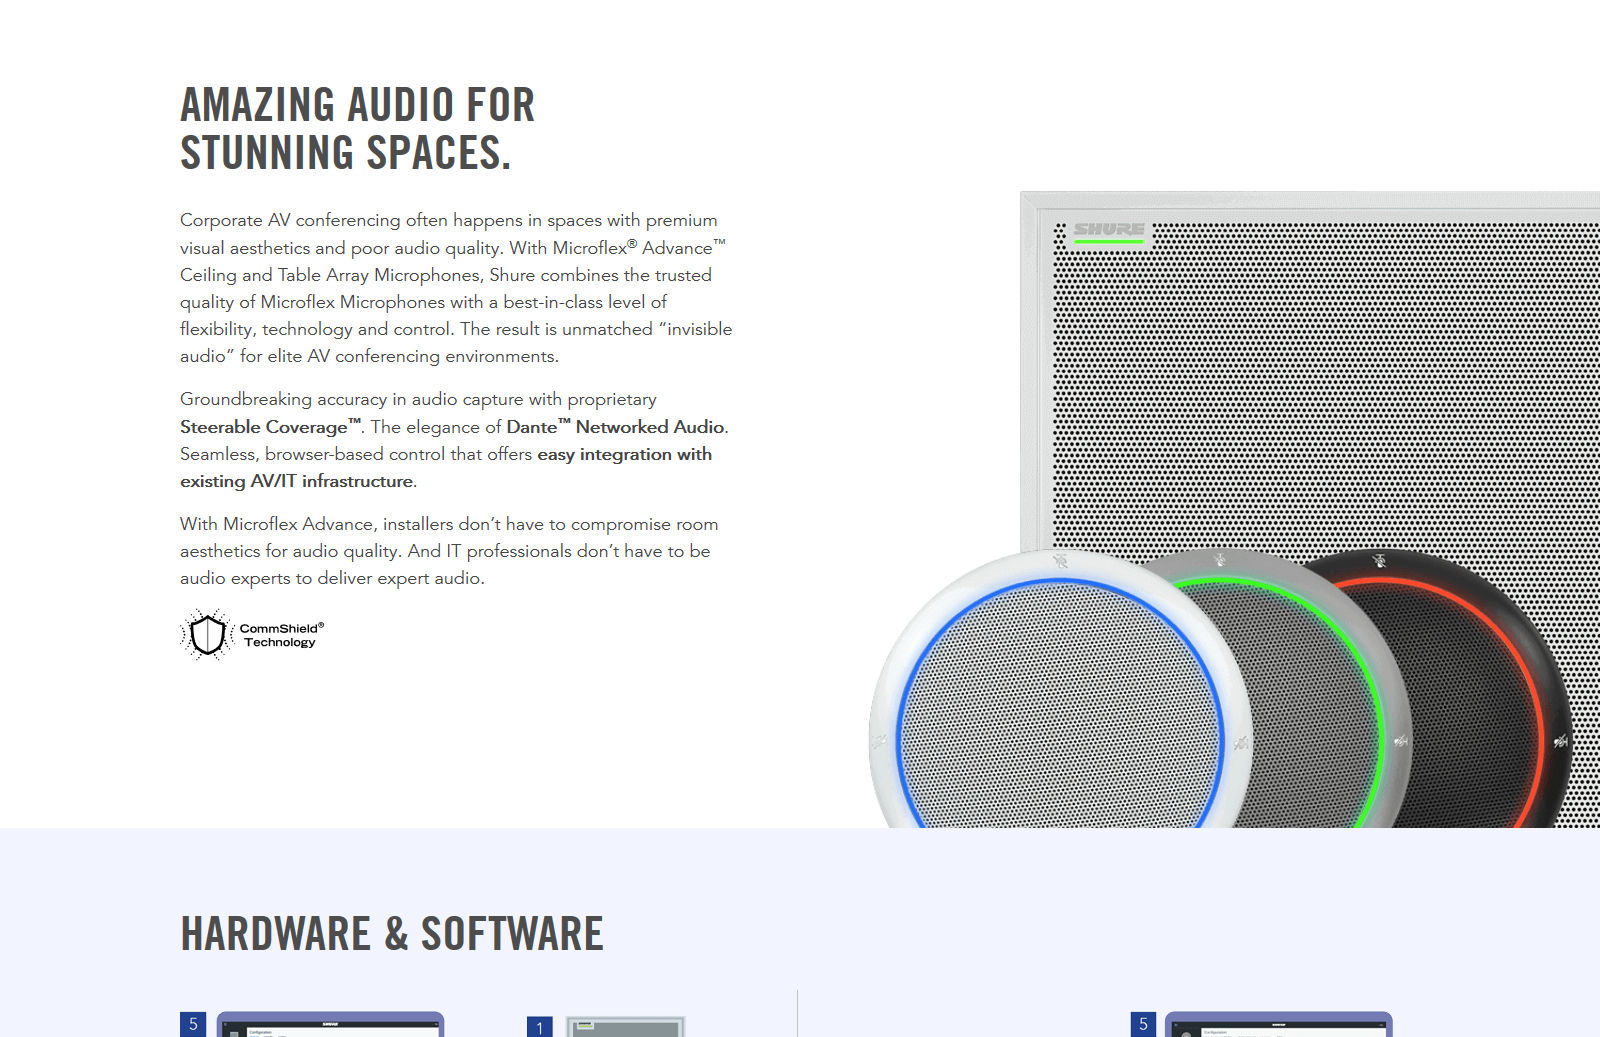 AMAZING AUDIO FOR
STUNNING SPACES.
Corporate AV conferencing often happens in spaces with premium
visual aesthetics and poor audio quality. With Microflex® Advance™
Ceiling and Table Array Microphones, Shure combines the trusted
quality of Microflex Microphones with a best-in-class level of
flexibility, technology and control. The result is unmatched “invisible
audio” for elite AV conferencing environments.
Groundbreaking accuracy in audio capture with proprietary
Steerable Coverage™. The elegance of Dante™ Networked Audio.
Seamless, browser-based control that offers easy integration with
existing AV/IT infrastructure.
With Microflex Advance, installers don’t have to compromise room
aesthetics for audio quality. And IT professionals don’t have to be
audio experts to deliver expert audio.
CommShield®
Technology
SHURE
HARDWARE & SOFTWARE
5
SHURE
Configuration
1
5
SHURE
Configuration